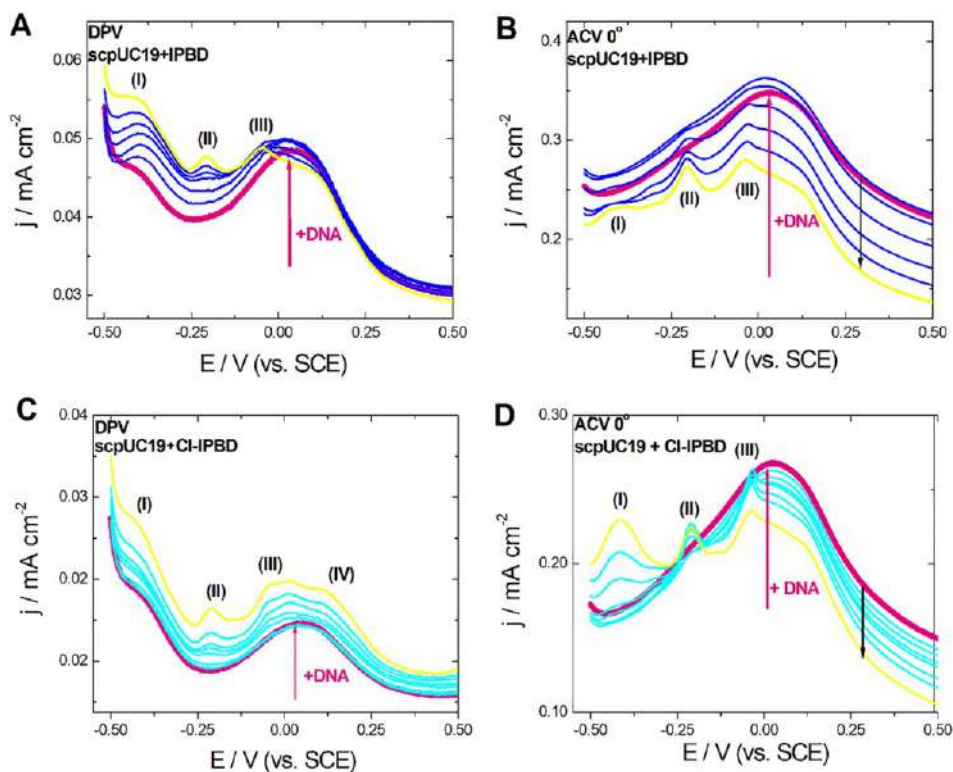 A
DPV
scpUC19+IPBD
(I)
(II)
(III)
+DNA
j / mA cm-2
0.06
0.05
0.04
0.03
-0.50
-0.25
0.00
0.25
0.50
E / V (vs. SCE)
B
ACV 0°
scpUC19+IPBD
(I)
(II)
(III)
+DNA
j / mA cm-2
0.4
0.3
0.2
-0.50
-0.25
0.00
0.25
0.50
E / V (vs. SCE)
C
DPV
scpUC19+Cl-IPBD
(I)
(II)
(III)
(IV)
+DNA
j / mA cm-2
0.04
0.03
0.02
0.02
-0.50
-0.25
0.00
0.25
0.50
E / V (vs. SCE)
D
ACV 0°
scpUC19 + Cl-IPBD
(I)
(II)
(III)
+ DNA
j / mA cm-2
0.30
0.20
0.10
-0.50
-0.25
0.00
0.25
0.50
E / V (vs. SCE)